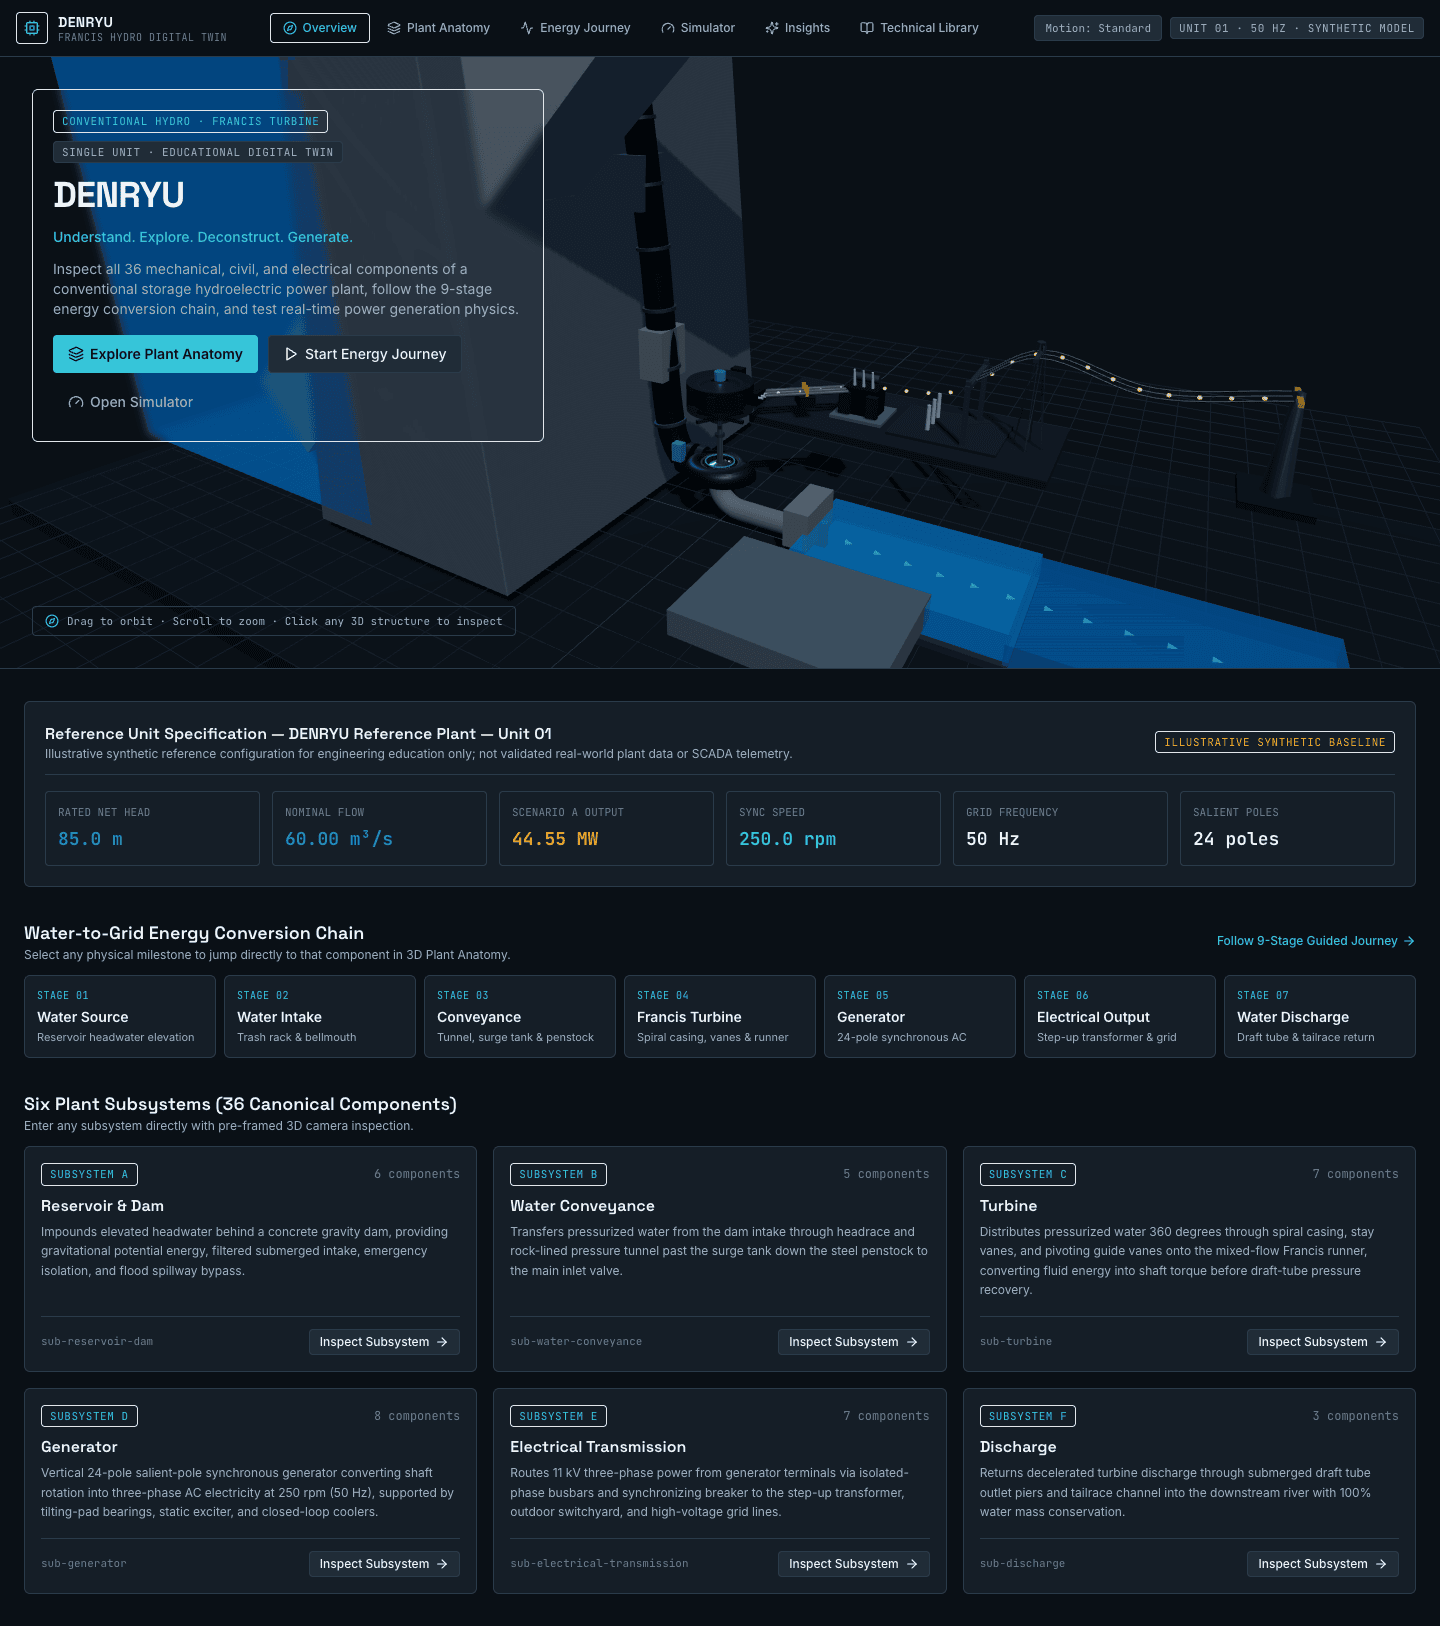 DENRYU
FRANCIS HYDRO DIGITAL TWIN
Overview
Plant Anatomy
Energy Journey
Simulator
Insights
Technical Library
Motion: Standard
UNIT 01 · 50 HZ · SYNTHETIC MODEL
CONVENTIONAL HYDRO · FRANCIS TURBINE
SINGLE UNIT · EDUCATIONAL DIGITAL TWIN
DENRYU
Understand. Explore. Deconstruct. Generate.
Inspect all 36 mechanical, civil, and electrical components of a
conventional storage hydroelectric power plant, follow the 9-stage
energy conversion chain, and test real-time power generation physics.
Explore Plant Anatomy
Start Energy Journey
Open Simulator
Drag to orbit · Scroll to zoom · Click any 3D structure to inspect
Reference Unit Specification — DENRYU Reference Plant — Unit 01
Illustrative synthetic reference configuration for engineering education only; not validated real-world plant data or SCADA telemetry.
ILLUSTRATIVE SYNTHETIC BASELINE
RATED NET HEAD
85.0 m
NOMINAL FLOW
60.00 m³/s
SCENARIO A OUTPUT
44.55 MW
SYNC SPEED
250.0 rpm
GRID FREQUENCY
50 Hz
SALIENT POLES
24 poles
Water-to-Grid Energy Conversion Chain
Select any physical milestone to jump directly to that component in 3D Plant Anatomy.
Follow 9-Stage Guided Journey
STAGE 01
Water Source
Reservoir headwater elevation
STAGE 02
Water Intake
Trash rack & bellmouth
STAGE 03
Conveyance
Tunnel, surge tank & penstock
STAGE 04
Francis Turbine
Spiral casing, vanes & runner
STAGE 05
Generator
24-pole synchronous AC
STAGE 06
Electrical Output
Step-up transformer & grid
STAGE 07
Water Discharge
Draft tube & tailrace return
Six Plant Subsystems (36 Canonical Components)
Enter any subsystem directly with pre-framed 3D camera inspection.
SUBSYSTEM A
6 components
Reservoir & Dam
Impounds elevated headwater behind a concrete gravity dam, providing
gravitational potential energy, filtered submerged intake, emergency
isolation, and flood spillway bypass.
sub-reservoir-dam
Inspect Subsystem
SUBSYSTEM B
5 components
Water Conveyance
Transfers pressurized water from the dam intake through headrace and
rock-lined pressure tunnel past the surge tank down the steel penstock to
the main inlet valve.
sub-water-conveyance
Inspect Subsystem
SUBSYSTEM C
7 components
Turbine
Distributes pressurized water 360 degrees through spiral casing, stay
vanes, and pivoting guide vanes onto the mixed-flow Francis runner,
converting fluid energy into shaft torque before draft-tube pressure
recovery.
sub-turbine
Inspect Subsystem
SUBSYSTEM D
8 components
Generator
Vertical 24-pole salient-pole synchronous generator converting shaft
rotation into three-phase AC electricity at 250 rpm (50 Hz), supported by
tilting-pad bearings, static exciter, and closed-loop coolers.
sub-generator
Inspect Subsystem
SUBSYSTEM E
7 components
Electrical Transmission
Routes 11 kV three-phase power from generator terminals via isolated-
phase busbars and synchronizing breaker to the step-up transformer,
outdoor switchyard, and high-voltage grid lines.
sub-electrical-transmission
Inspect Subsystem
SUBSYSTEM F
3 components
Discharge
Returns decelerated turbine discharge through submerged draft tube
outlet piers and tailrace channel into the downstream river with 100%
water mass conservation.
sub-discharge
Inspect Subsystem